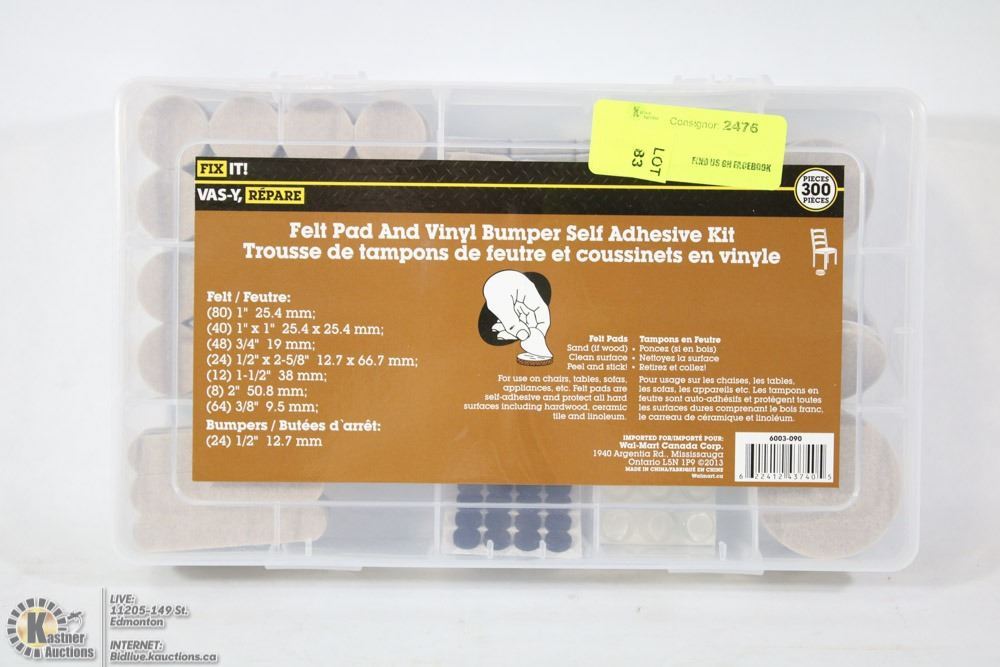 Consignor: 2476
LOT
83
FIND US ON FACEBOOK
FIX IT!
VAS-Y, RÉPARE
PIECES
300
PIECES
Felt Pad And Vinyl Bumper Self Adhesive Kit
Trousse de tampons de feutre et coussinets en vinyle
Felt / Feutre:
(80) 1" 25.4 mm;
(40) 1" x 1" 25.4 x 25.4 mm;
(48) 3/4" 19 mm;
(24) 1/2" x 2-5/8" 12.7 x 66.7 mm;
(12) 1-1/2" 38 mm;
(8) 2" 50.8 mm;
(64) 3/8" 9.5 mm;
Bumpers / Butées d`arrêt:
(24) 1/2" 12.7 mm
Felt Pads
Sand (if wood) •
Clean surface •
Peel and stick! •
For use on chairs, tables, sofas,
appliances, etc. Felt pads are
self-adhesive and protect all hard
surfaces including hardwood, ceramic
tile and linoleum.
Tampons en Feutre
Poncez (si en bois)
Nettoyez la surface
Retirez et collez!
Pour usage sur les chaises, les tables,
les sofas, les appareils etc. Les tampons en
feutre sont auto-adhésifs et protègent toutes
les surfaces dures comprenant le bois franc,
le carreau de céramique et linoléum.
IMPORTED FOR/IMPORTÉ POUR:
Wal-Mart Canada Corp.
1940 Argentia Rd., Mississauga
Ontario L5N 1P9 ©2013
MADE IN CHINA/FABRIQUÉ EN CHINE
Walmart.ca
6003-090
6 22412 43740 5
Kastner
Auctions
LIVE:
11205-149 St.
Edmonton
INTERNET:
Bidlive.kauctions.ca